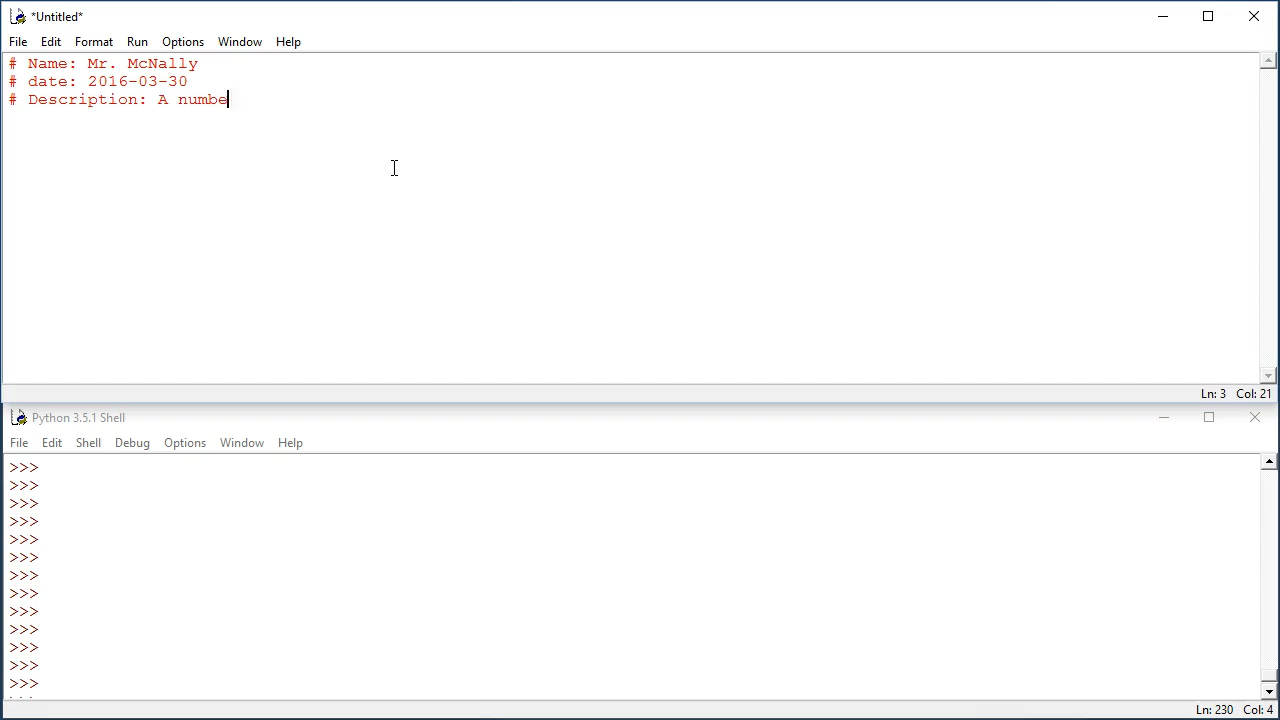 *Untitled*
File Edit Format Run Options Window Help
# Name: Mr. McNally
# date: 2016-03-30
# Description: A numbe
Ln: 3 Col: 21
Python 3.5.1 Shell
File Edit Shell Debug Options Window Help
>>>
>>>
>>>
>>>
>>>
>>>
>>>
>>>
>>>
>>>
>>>
>>>
>>>
Ln: 230 Col: 4